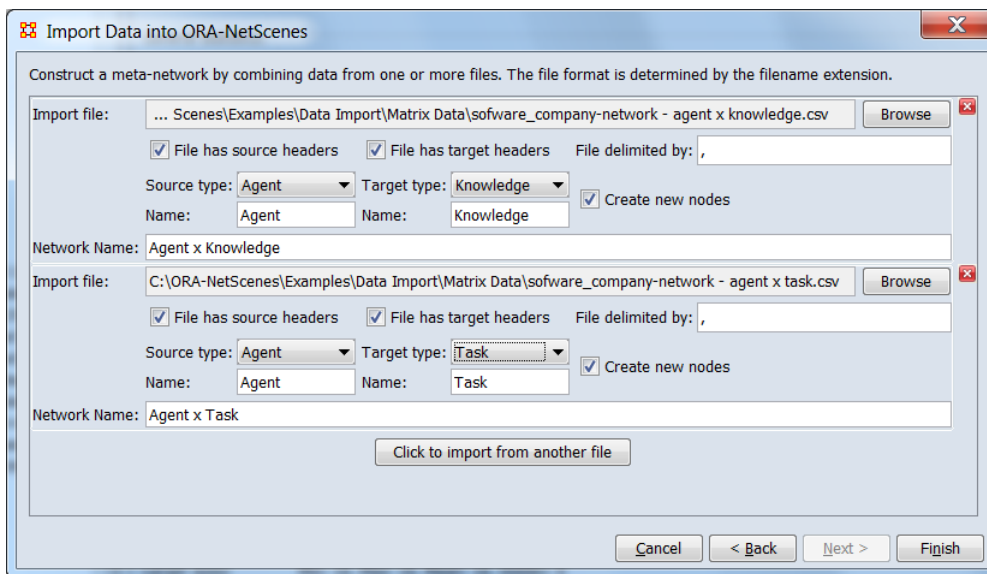 Import Data into ORA-NetScenes
X
Construct a meta-network by combining data from one or more files. The file format is determined by the filename extension.
Import file: ... Scenes\Examples\Data Import\Matrix Data\sofware_company-network - agent x knowledge.csv Browse
File has source headers File has target headers File delimited by: ,
Source type: Agent Target type: Knowledge
Create new nodes
Name: Agent Name: Knowledge
Network Name: Agent x Knowledge
Import file: C:\ORA-NetScenes\Examples\Data Import\Matrix Data\sofware_company-network - agent x task.csv Browse
File has source headers File has target headers File delimited by: ,
Source type: Agent Target type: Task
Create new nodes
Name: Agent Name: Task
Network Name: Agent x Task
Click to import from another file
Cancel < Back Next > Finish